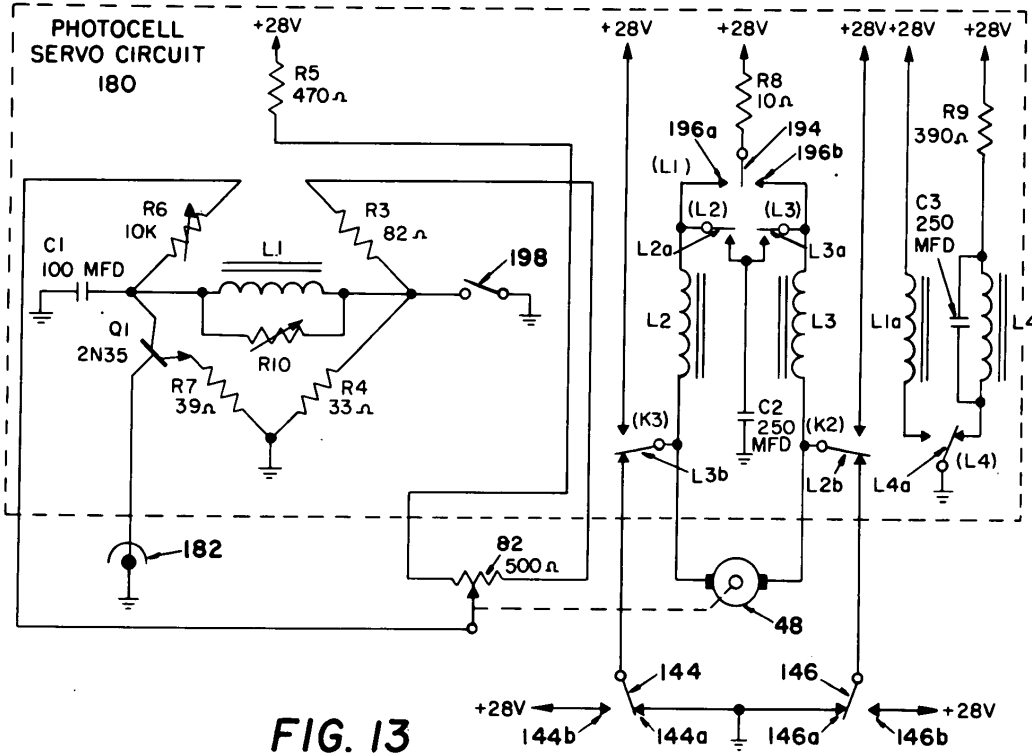 PHOTOCELL
SERVO CIRCUIT
180
+28V
+28V
+28V
+28V +28V
+28V
R5
470Ω
R8
10Ω
R9
390Ω
196a
194
196b
(L1)
R6
10K
R3
82Ω
C1
100 MFD
L1
198
(L2)
(L3)
L2a
L3a
C3
250
MFD
Q1
2N35
R10
L2
L3
L1a
L4
R7
39Ω
R4
33Ω
C2
250
MFD
(K3)
(K2)
L3b
L2b
L4a
(L4)
182
82
500Ω
48
144
146
+28V
144b
144a
146a
146b
+28V
FIG. 13